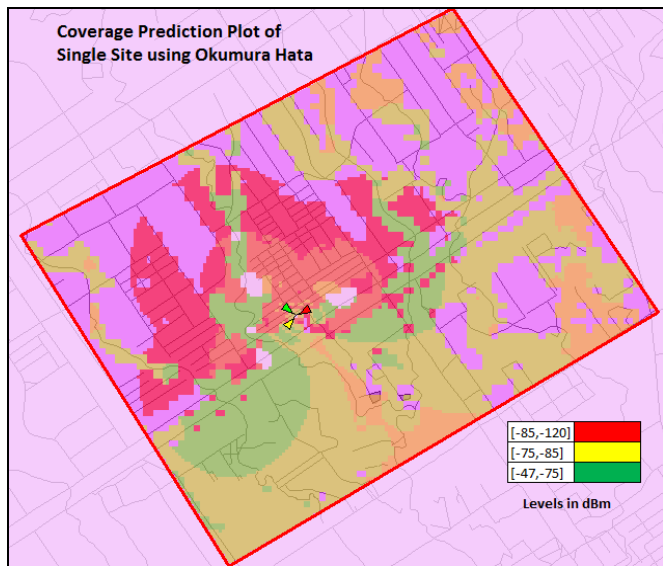 Coverage Prediction Plot of
Single Site using Okumura Hata
[-85,-120]
[-75,-85]
[-47,-75]
Levels in dBm